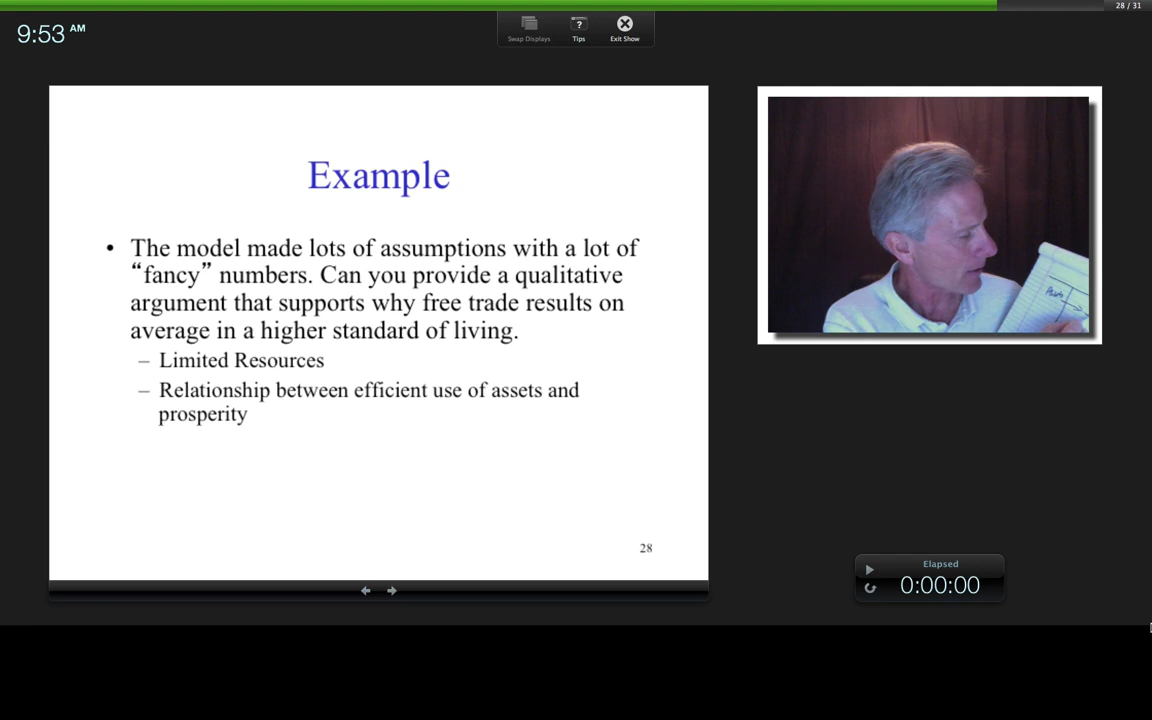 28 / 31
9:53 AM
Swap Displays
?
Tips
Exit Show
Example
• The model made lots of assumptions with a lot of
“fancy” numbers. Can you provide a qualitative
argument that supports why free trade results on
average in a higher standard of living.
– Limited Resources
– Relationship between efficient use of assets and
prosperity
28
Elapsed
0:00:00